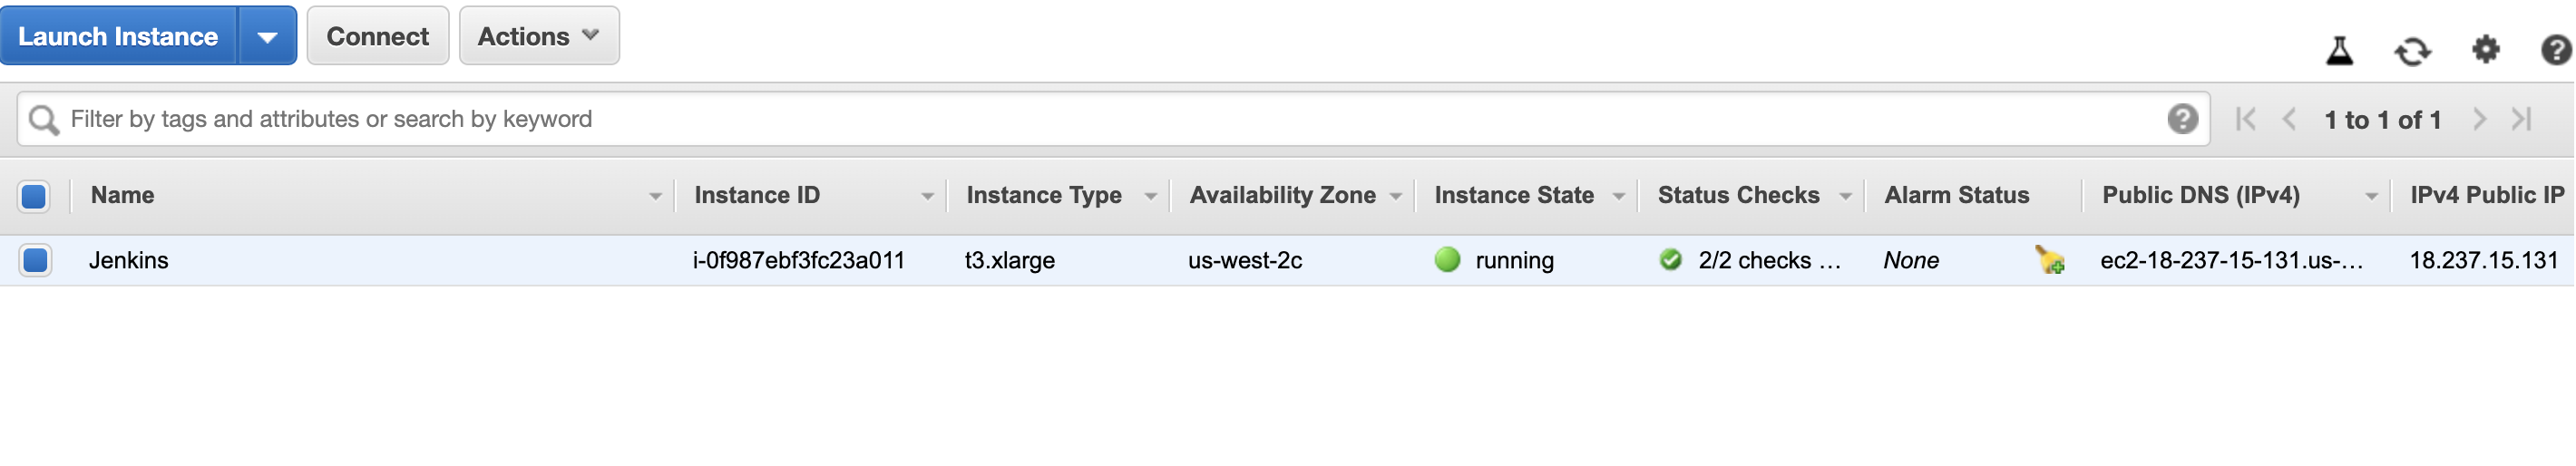 Launch Instance Connect Actions
Filter by tags and attributes or search by keyword 1 to 1 of 1
Name Instance ID Instance Type Availability Zone Instance State Status Checks Alarm Status Public DNS (IPv4) IPv4 Public IP
Jenkins i-0f987ebf3fc23a011 t3.xlarge us-west-2c running 2/2 checks ... None ec2-18-237-15-131.us-... 18.237.15.131